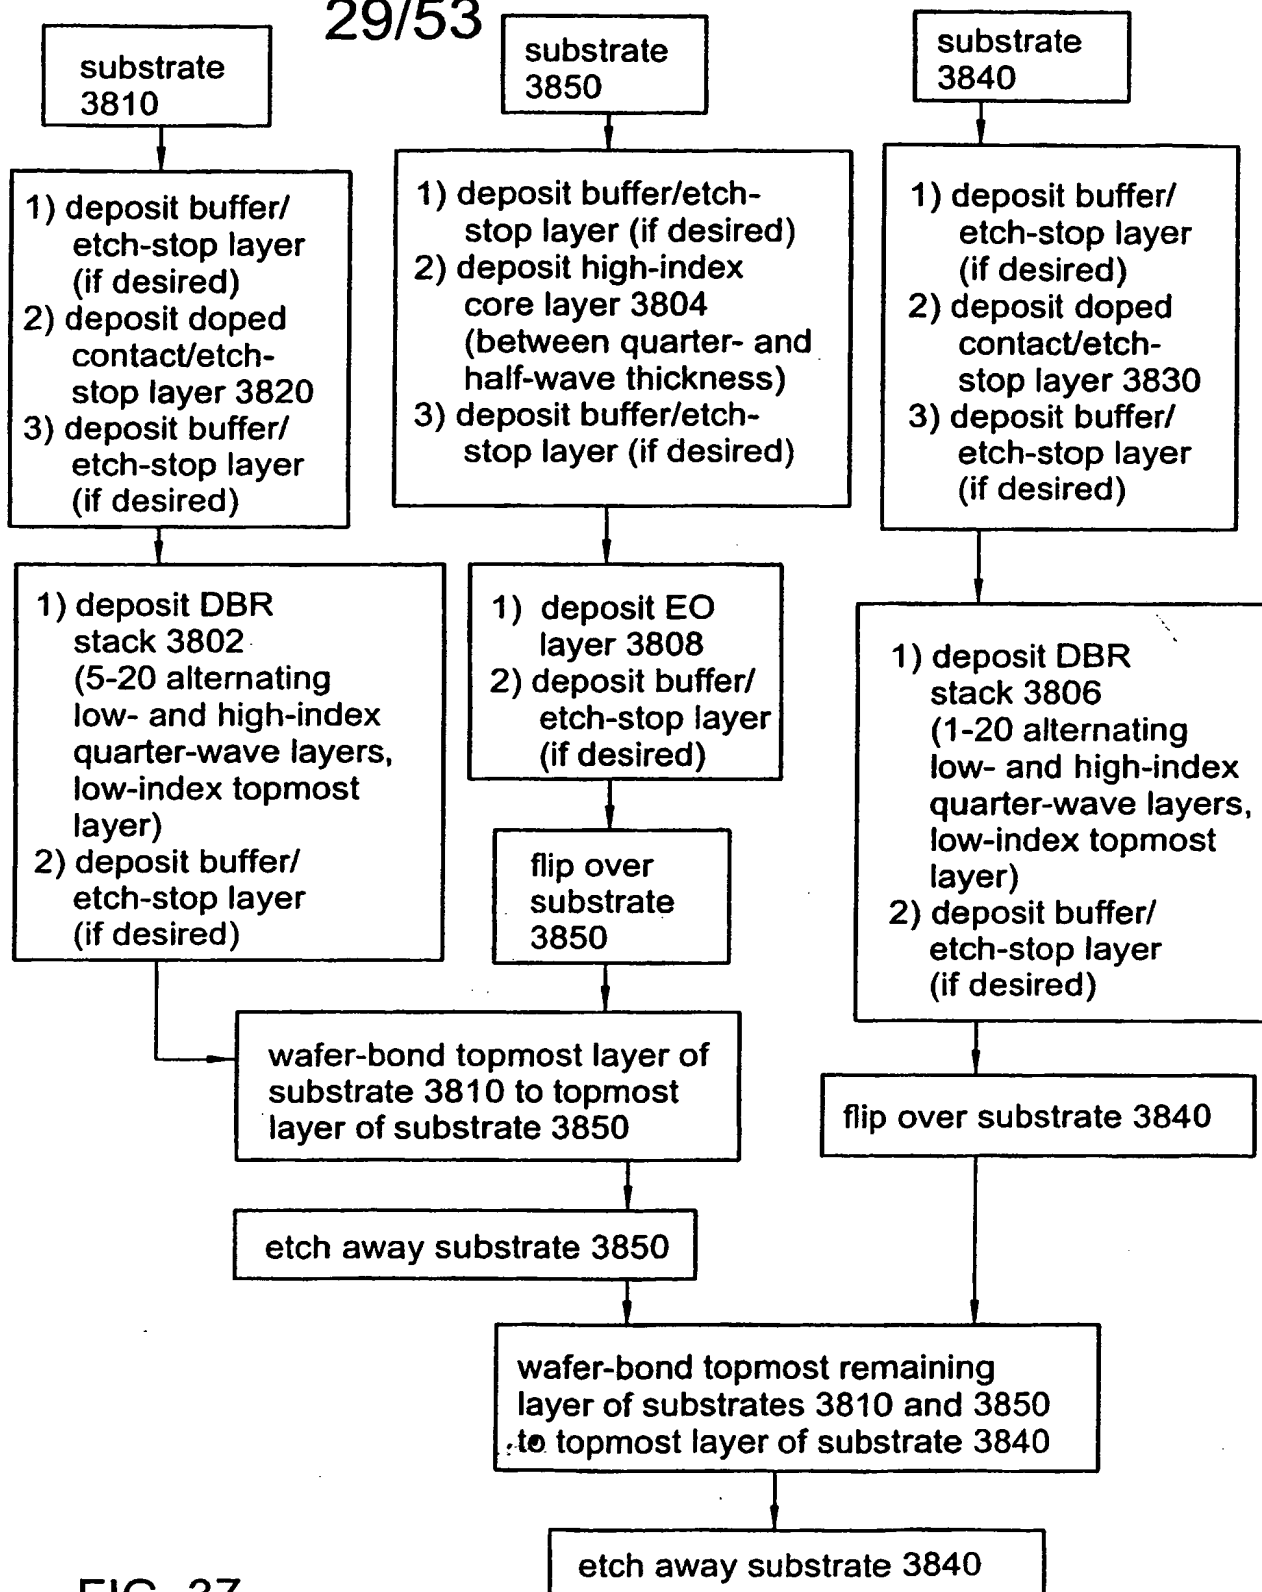 29/53
substrate
3810
substrate
3850
substrate
3840
1) deposit buffer/
etch-stop layer
(if desired)
2) deposit doped
contact/etch-
stop layer 3820
3) deposit buffer/
etch-stop layer
(if desired)
1) deposit buffer/etch-
stop layer (if desired)
2) deposit high-index
core layer 3804
(between quarter- and
half-wave thickness)
3) deposit buffer/etch-
stop layer (if desired)
1) deposit buffer/
etch-stop layer
(if desired)
2) deposit doped
contact/etch-
stop layer 3830
3) deposit buffer/
etch-stop layer
(if desired)
1) deposit DBR
stack 3802
(5-20 alternating
low- and high-index
quarter-wave layers,
low-index topmost
layer)
2) deposit buffer/
etch-stop layer
(if desired)
1) deposit EO
layer 3808
2) deposit buffer/
etch-stop layer
(if desired)
1) deposit DBR
stack 3806
(1-20 alternating
low- and high-index
quarter-wave layers,
low-index topmost
layer)
2) deposit buffer/
etch-stop layer
(if desired)
flip over
substrate
3850
wafer-bond topmost layer of
substrate 3810 to topmost
layer of substrate 3850
flip over substrate 3840
etch away substrate 3850
wafer-bond topmost remaining
layer of substrates 3810 and 3850
to topmost layer of substrate 3840
etch away substrate 3840
FIG. 37